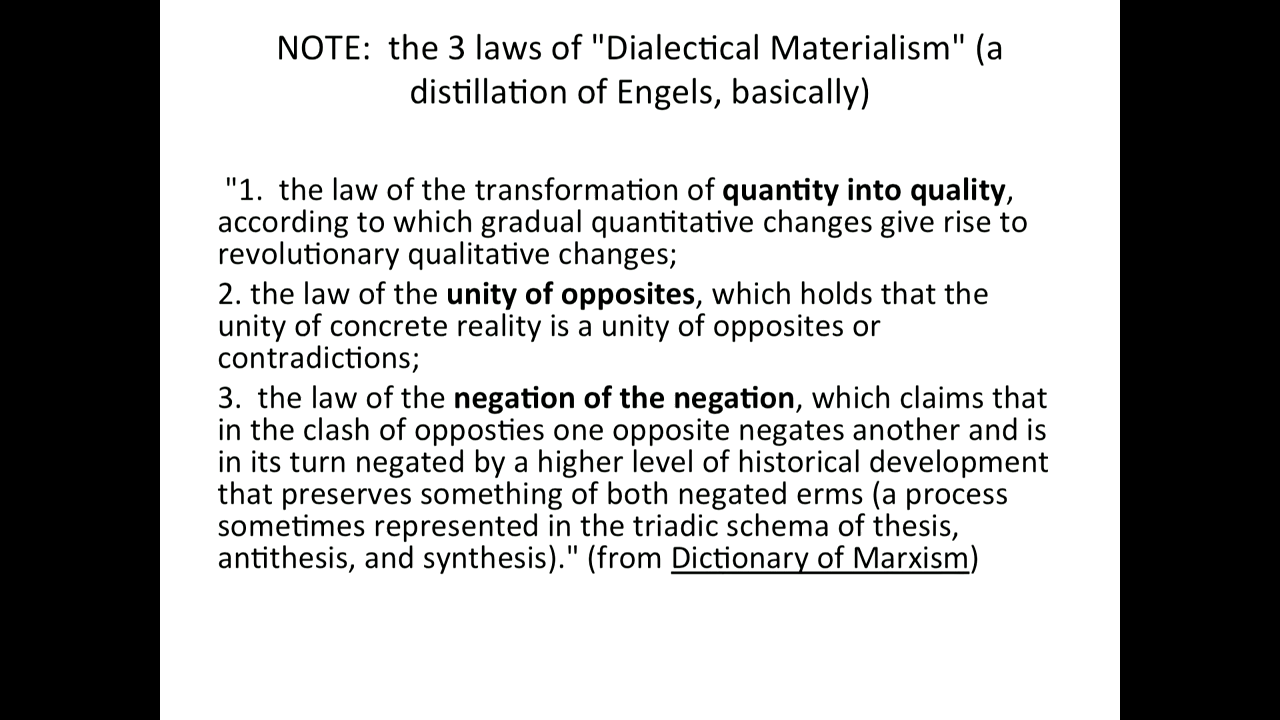 NOTE:  the 3 laws of "Dialectical Materialism" (a
distillation of Engels, basically)
"1.  the law of the transformation of quantity into quality,
according to which gradual quantitative changes give rise to
revolutionary qualitative changes;
2. the law of the unity of opposites, which holds that the
unity of concrete reality is a unity of opposites or
contradictions;
3.  the law of the negation of the negation, which claims that
in the clash of opposties one opposite negates another and is
in its turn negated by a higher level of historical development
that preserves something of both negated erms (a process
sometimes represented in the triadic schema of thesis,
antithesis, and synthesis)." (from Dictionary of Marxism)